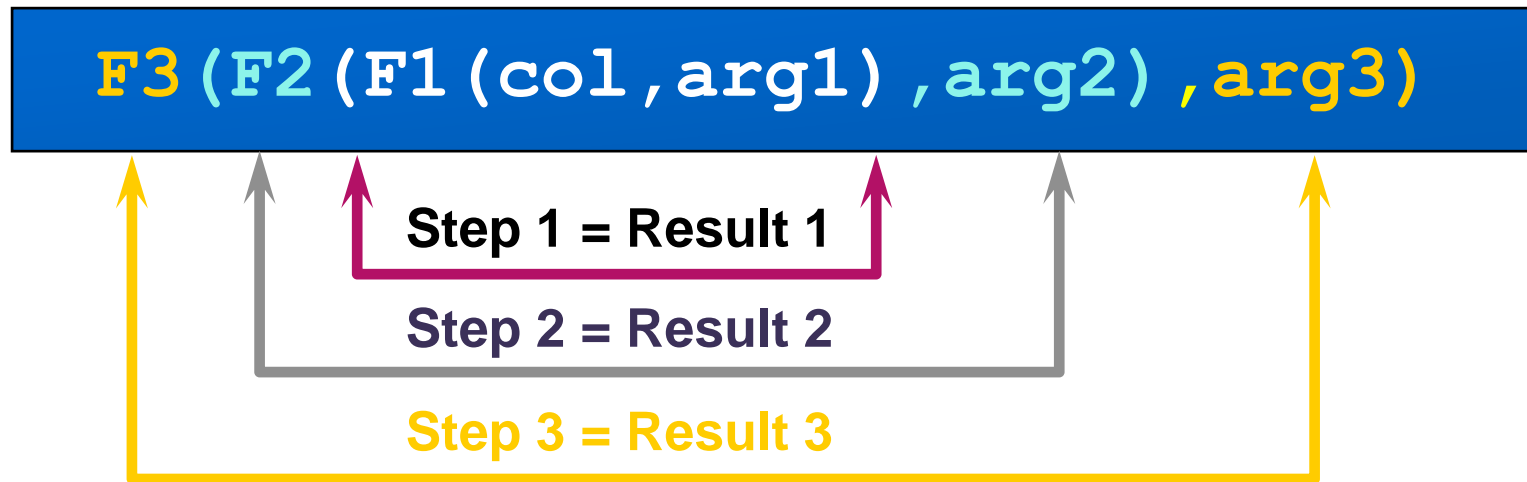 F3(F2(F1(col,arg1),arg2),arg3)
Step 1 = Result 1
Step 2 = Result 2
Step 3 = Result 3